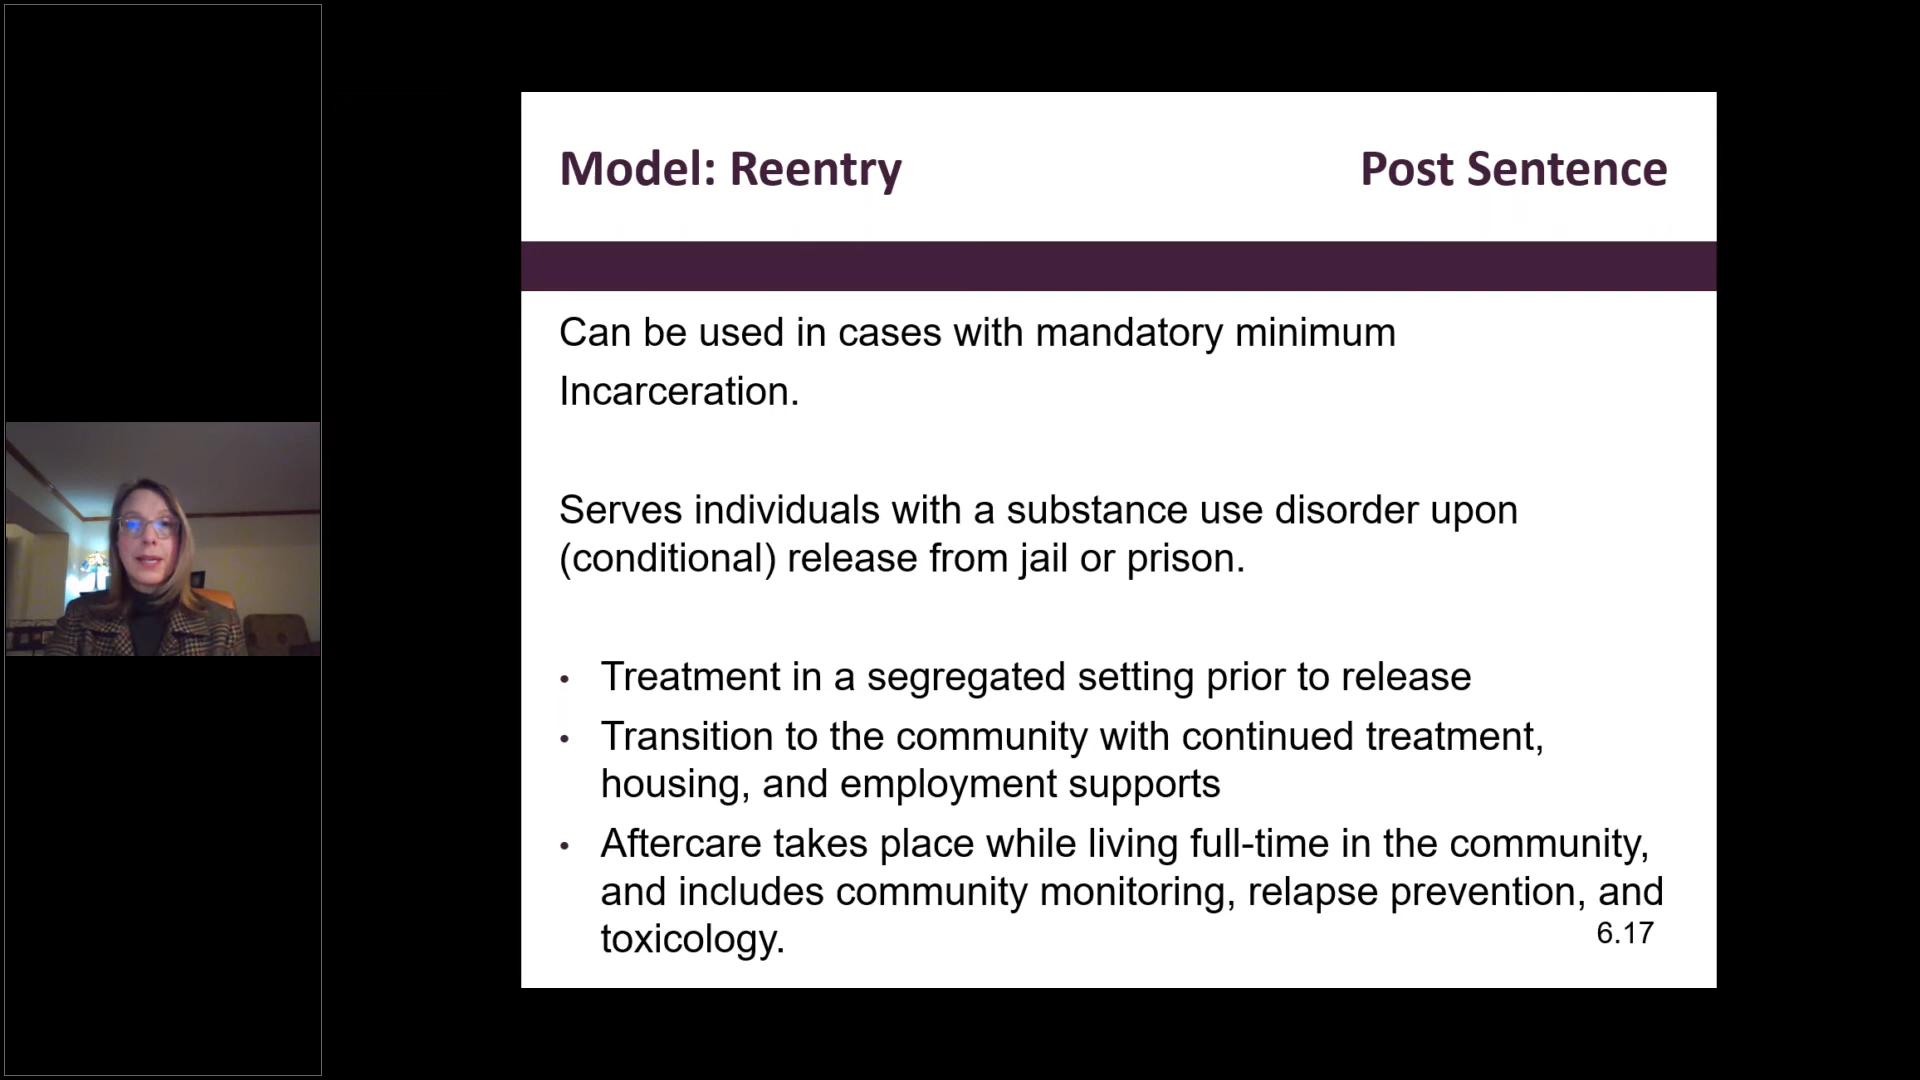 Model: Reentry
Post Sentence
Can be used in cases with mandatory minimum
Incarceration.
Serves individuals with a substance use disorder upon
(conditional) release from jail or prison.
• Treatment in a segregated setting prior to release
• Transition to the community with continued treatment,
housing, and employment supports
• Aftercare takes place while living full-time in the community,
and includes community monitoring, relapse prevention, and
toxicology.
6.17